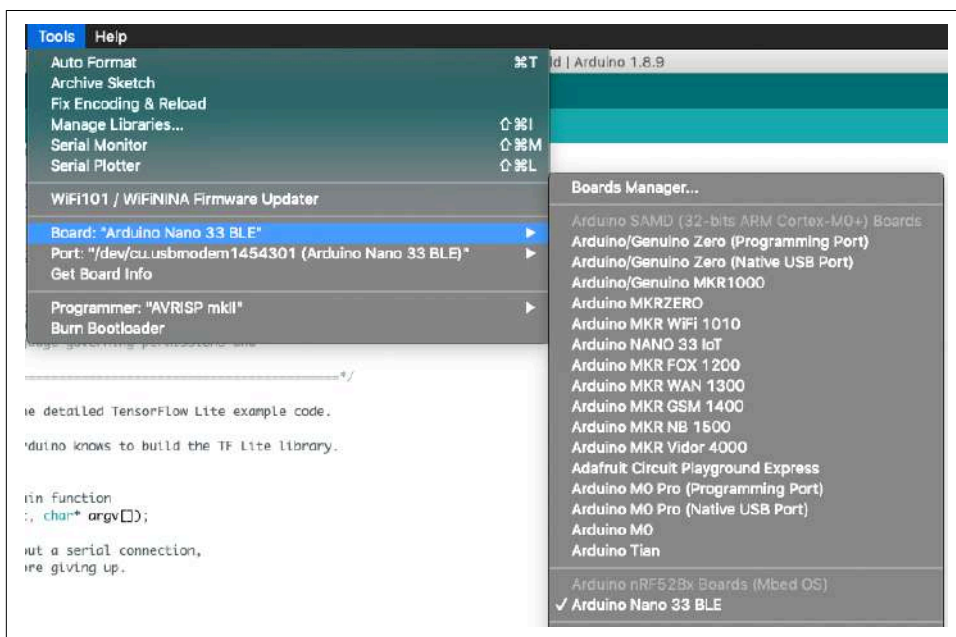 Tools Help
Auto Format ⌘T
Archive Sketch
Fix Encoding & Reload
Manage Libraries... ⇧⌘I
Serial Monitor ⇧⌘M
Serial Plotter ⇧⌘L
WiFi101 / WiFiNINA Firmware Updater
Board: "Arduino Nano 33 BLE"
Port: "/dev/cu.usbmodem1454301 (Arduino Nano 33 BLE)"
Get Board Info
Programmer: "AVRISP mkII"
Burn Bootloader
ld | Arduino 1.8.9
Boards Manager...
Arduino SAMD (32-bits ARM Cortex-M0+) Boards
Arduino/Genuino Zero (Programming Port)
Arduino/Genuino Zero (Native USB Port)
Arduino/Genuino MKR1000
Arduino MKRZERO
Arduino MKR WiFi 1010
Arduino NANO 33 IoT
Arduino MKR FOX 1200
Arduino MKR WAN 1300
Arduino MKR GSM 1400
Arduino MKR NB 1500
Arduino MKR Vidor 4000
Adafruit Circuit Playground Express
Arduino M0 Pro (Programming Port)
Arduino M0 Pro (Native USB Port)
Arduino M0
Arduino Tian
Arduino nRF528x Boards (Mbed OS)
✓ Arduino Nano 33 BLE
governing permissions and
============================================*/
e detailed TensorFlow Lite example code.
duino knows to build the TF Lite library.
in function
, char* argv[]);
ut a serial connection,
re giving up.